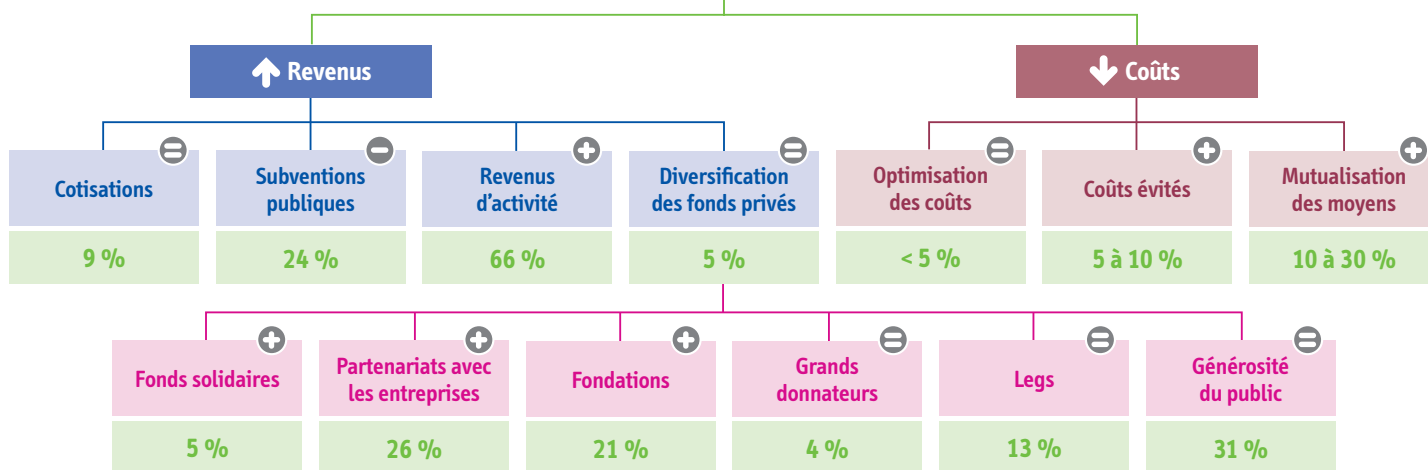 Revenus
Coûts
Cotisations
Subventions
publiques
Revenus
d'activité
Diversification
des fonds privés
Optimisation
des coûts
Coûts évités
Mutualisation
des moyens
9 %
24 %
66 %
5 %
< 5 %
5 à 10 %
10 à 30 %
Fonds solidaires
Partenariats avec
les entreprises
Fondations
Grands
donnateurs
Legs
Générosité
du public
5 %
26 %
21 %
4 %
13 %
31 %